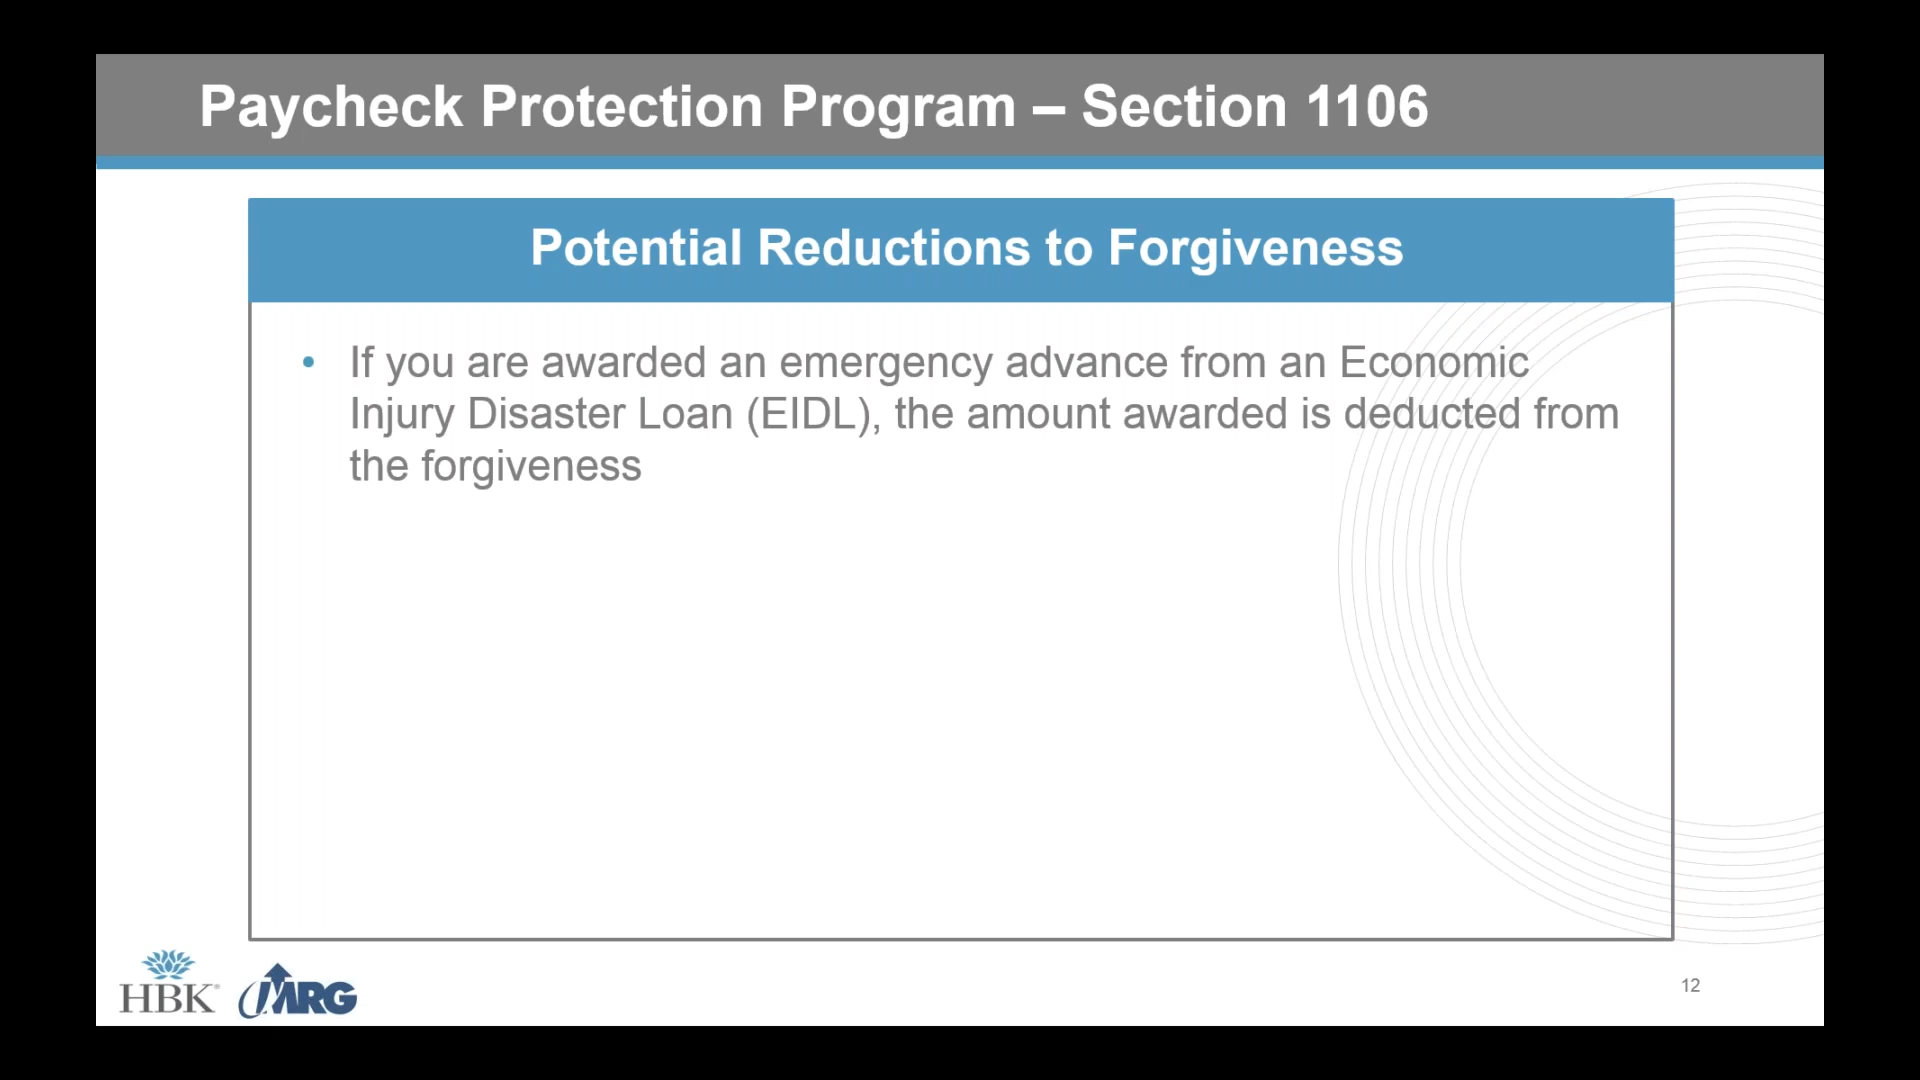 Paycheck Protection Program – Section 1106
Potential Reductions to Forgiveness
• If you are awarded an emergency advance from an Economic
Injury Disaster Loan (EIDL), the amount awarded is deducted from
the forgiveness
HBK®
MRG
12